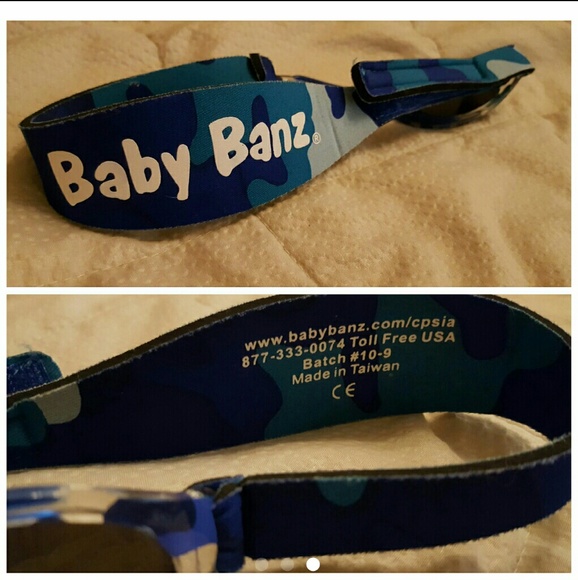 Baby Banz®
www.babybanz.com/cpsia
877-333-0074 Toll Free USA
Batch #10-9
Made in Taiwan
CE